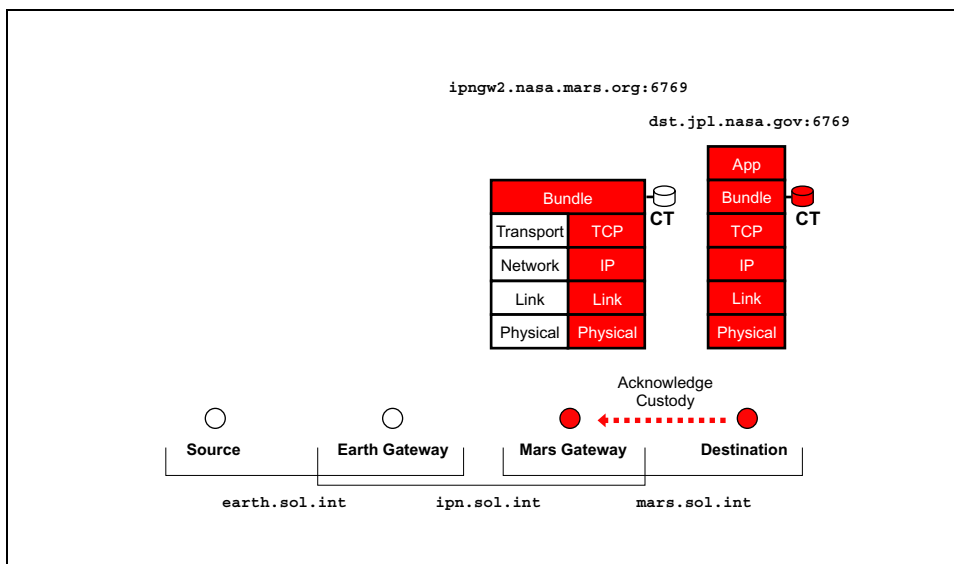 ipngw2.nasa.mars.org:6769
dst.jpl.nasa.gov:6769
App
Bundle
Bundle
CT
CT
Transport
TCP
TCP
Network
IP
IP
Link
Link
Link
Physical
Physical
Physical
Acknowledge
Custody
Source
Earth Gateway
Mars Gateway
Destination
earth.sol.int
ipn.sol.int
mars.sol.int